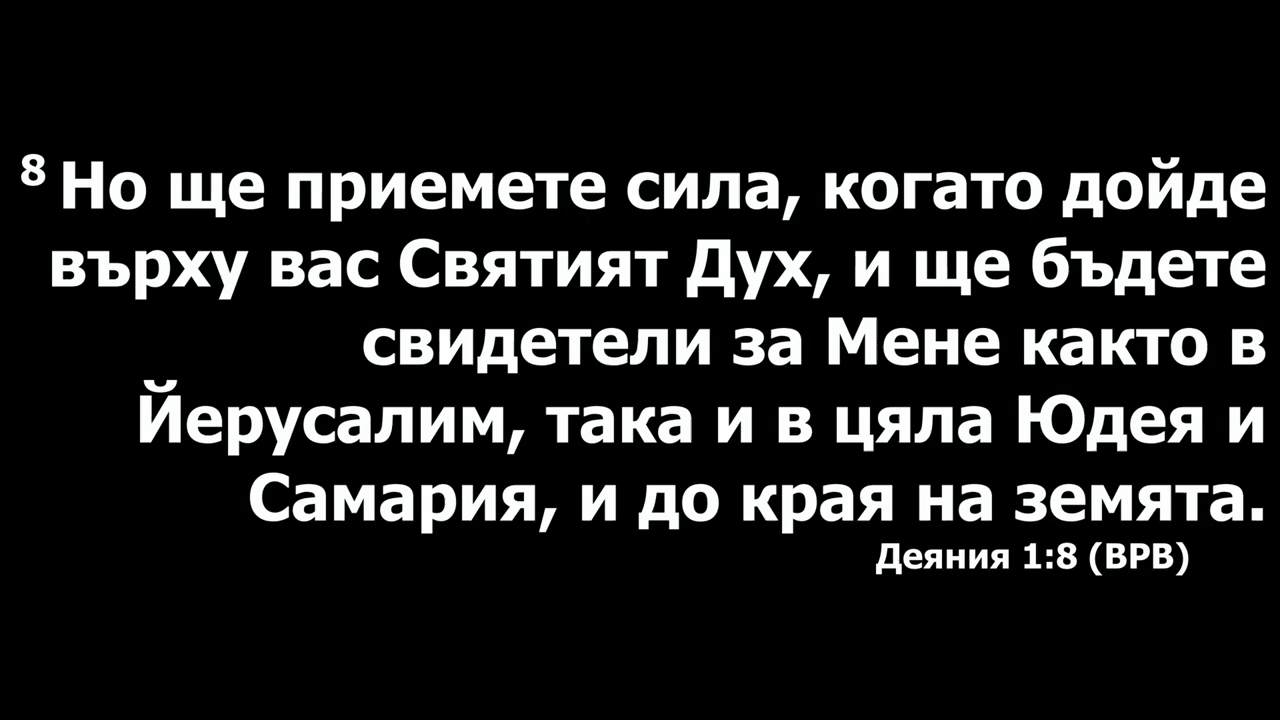 8 Но ще приемете сила, когато дойде
върху вас Святият Дух, и ще бъдете
свидетели за Мене както в
Йерусалим, така и в цяла Юдея и
Самария, и до края на земята.
Деяния 1:8 (ВРВ)